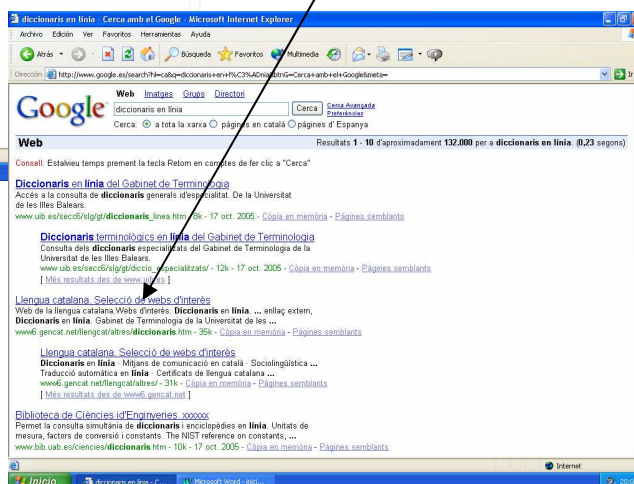 diccionaris en línia - Cerca amb el Google - Microsoft Internet Explorer
Archivo Edición Ver Favoritos Herramientas Ayuda
Atrás Búsqueda Favoritos Multimedia
Dirección http://www.google.es/search?hl=ca&q=diccionaris+en+l%C3%ADnia&btnG=Cerca+amb+el+Google&meta= Ir
Google
Web Imatges Grups Directori
diccionaris en línia Cerca Cerca Avançada
Preferències
Cerca: a tota la xarxa pàgines en català pàgines d' Espanya
Web Resultats 1 - 10 d'aproximadament 132.000 per a diccionaris en línia. (0,23 segons)
Consell: Estalvieu temps prement la tecla Retorn en comptes de fer clic a "Cerca"
Diccionaris en línia del Gabinet de Terminologia
Accés a la consulta de diccionaris generals id'especialitat. De la Universitat
de les Illes Balears.
www.uib.es/secc6/slg/gt/diccionaris_linea.htm - 8k - 17 oct. 2005 - Còpia en memòria - Pàgines semblants
Diccionaris terminològics en línia del Gabinet de Terminologia
Consulta dels diccionaris especialitzats del Gabinet de Terminologia de la
Universitat de les Illes Balears.
www.uib.es/secc6/slg/gt/diccio_especialitzats/ - 12k - 17 oct. 2005 - Còpia en memòria - Pàgines semblants
[ Més resultats des de www.uib.es ]
Llengua catalana. Selecció de webs d'interès
Web de la llengua catalana.Webs d'interès. Diccionaris en línia. ... enllaç extern,
Diccionaris en línia. Gabinet de Terminologia de la Universitat de les ...
www6.gencat.net/llengcat/altres/diccionaris.htm - 35k - Còpia en memòria - Pàgines semblants
Llengua catalana. Selecció de webs d'interès
Diccionaris en línia · Mitjans de comunicació en català · Sociolingüística ...
Traducció automàtica en línia · Certificats de llengua catalana ...
www6.gencat.net/llengcat/altres/ - 31k - Còpia en memòria - Pàgines semblants
[ Més resultats des de www6.gencat.net ]
Biblioteca de Ciències id'Enginyeries. xxxxxx
Permet la consulta simultània de diccionaris i enciclopèdies en línia. Unitats de
mesura, factors de conversió i constants. The NIST reference on constants, ...
www.bib.uab.es/ciencies/diccionaris.htm - 10k - 17 oct. 2005 - Còpia en memòria - Pàgines semblants
Internet
Inicio diccionaris en línia - C... Microsoft Word - inici...